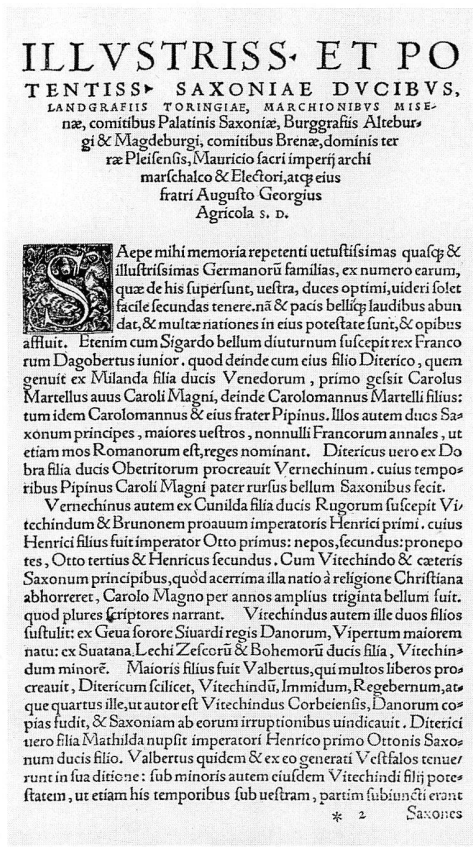 ILLVSTRISS. ET PO
TENTISS. SAXONIAE DVCIBVS,
LANDGRAFIIS TORINGIAE, MARCHIONIBVS MISE-
næ, comitibus Palatinis Saxoniæ, Burggrafiis Altebur-
gi & Magdeburgi, comitibus Brenæ, dominis ter
ræ Pleisensis, Mauricio sacri imperij archi
marschalco & Electori, atq; eius
fratri Augusto Georgius
Agricola S. D.
SAepe mihi memoria repetenti uetustissimas quasq; &
illustrissimas Germanorū familias, ex numero earum,
quæ de his supersunt, uestra, duces optimi, uideri solet
facile secundas tenere. nā & pacis belliq; laudibus abun
dat, & multæ nationes in eius potestate sunt, & opibus
affluit. Etenim cum Sigardo bellum diuturnum suscepit rex Franco
rum Dagobertus iunior. quod deinde cum eius filio Diterico, quem
genuit ex Milanda filia ducis Venedorum, primo gessit Carolus
Martellus auus Caroli Magni, deinde Carolomannus Martelli filius:
tum idem Carolomannus & eius frater Pipinus. Illos autem duos Sa-
xonum principes, maiores uestros, nonnulli Francorum annales, ut
etiam mos Romanorum est, reges nominant. Ditericus uero ex Do
bra filia ducis Obetritorum procreauit Vernechinum. cuius tempo-
ribus Pipinus Caroli Magni pater rursus bellum Saxonibus fecit.
Vernechinus autem ex Cunilda filia ducis Rugorum suscepit Vi-
techindum & Brunonem proauum imperatoris Henrici primi. cuius
Henrici filius fuit imperator Otto primus: nepos, secundus: pronepo
tes, Otto tertius & Henricus secundus. Cum Vitechindo & cæteris
Saxonum principibus, quòd acerrima illa natio à religione Christiana
abhorreret, Carolo Magno per annos amplius triginta bellum fuit.
quod plures scriptores narrant. Vitechindus autem ille duos filios
sustulit: ex Geua sorore Siuardi regis Danorum, Vipertum maiorem
natu: ex Suatana, Lechi Zescorū & Bohemorū ducis filia, Vitechin-
dum minorē. Maioris filius fuit Valbertus, qui multos liberos pro-
creauit, Ditericum scilicet, Vitechindū, Immidum, Regebernum, at-
que quartus ille, ut autor est Vitechindus Corbeiensis, Danorum co-
pias fudit, & Saxoniam ab eorum irruptionibus uindicauit. Diterici
uero filia Mathilda nupsit imperatori Henrico primo Ottonis Saxo-
num ducis filio. Valbertus quidem & ex eo generati Vestfalos tenue-
runt in sua ditione: sub minoris autem eiusdem Vitechindi filij pote-
statem, ut etiam his temporibus sub uestram, partim subiuncti erant
* 2 Saxones